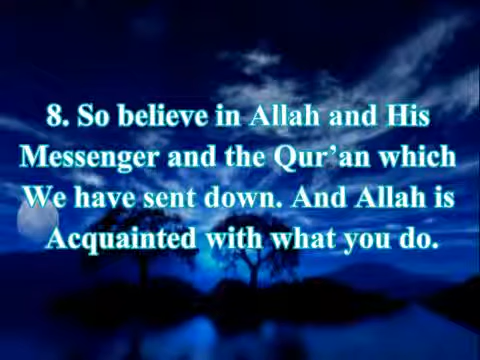 8. So believe in Allah and His
Messenger and the Qur’an which
We have sent down. And Allah is
Acquainted with what you do.